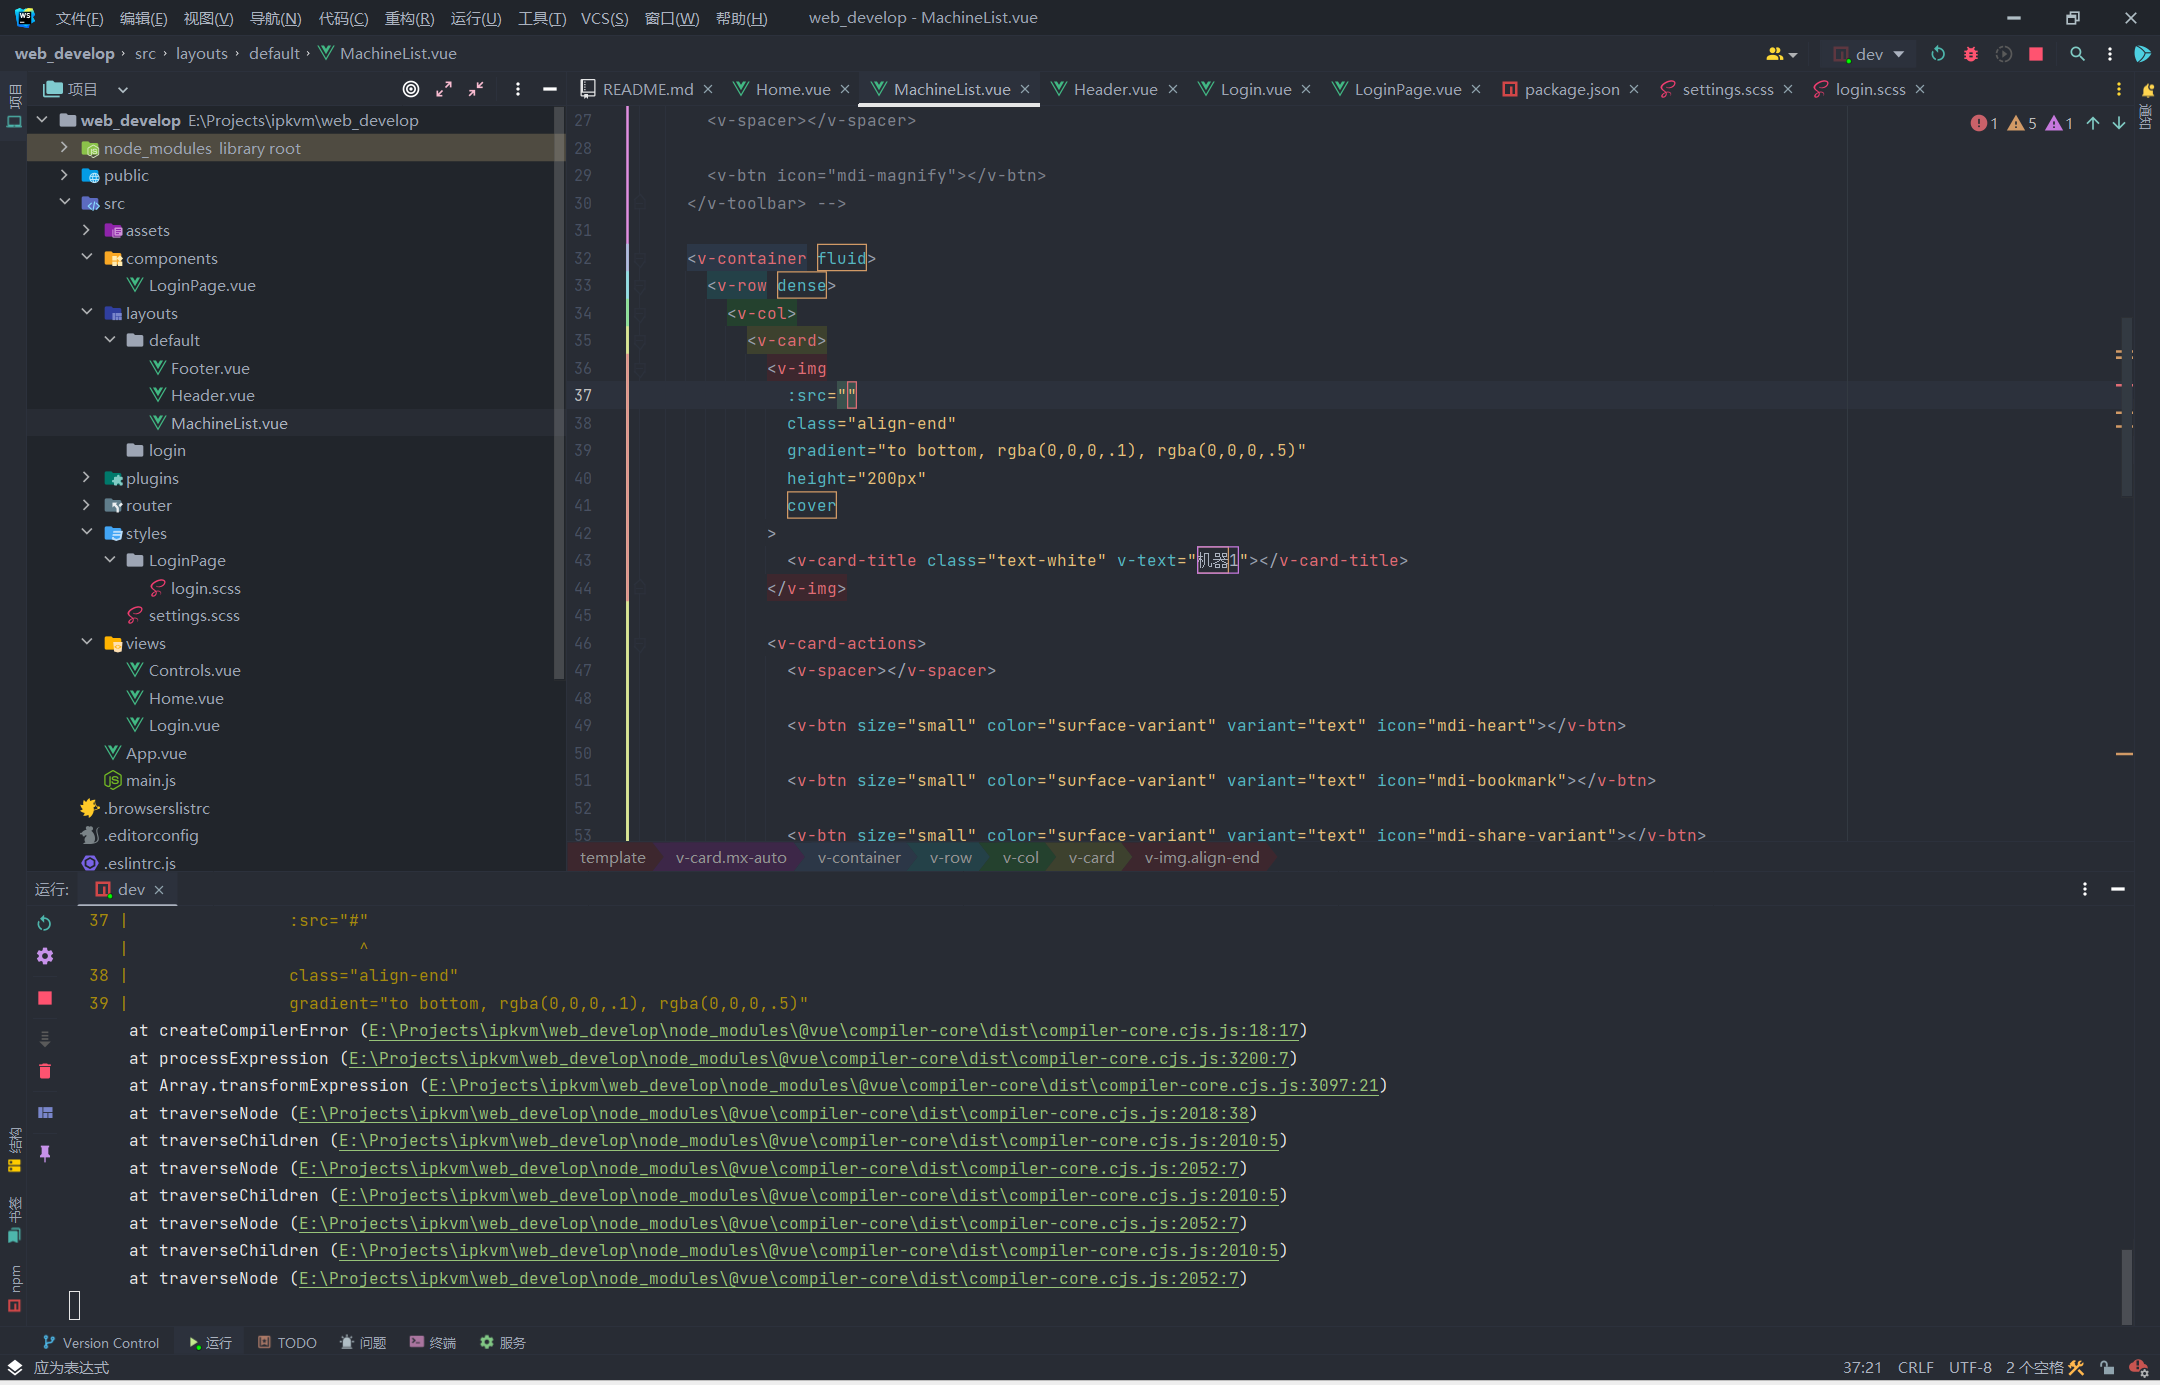 文件(F) 编辑(E) 视图(V) 导航(N) 代码(C) 重构(R) 运行(U) 工具(T) VCS(S) 窗口(W) 帮助(H) web_develop - MachineList.vue
web_develop › src › layouts › default › MachineList.vue
dev
项目
README.md Home.vue MachineList.vue Header.vue Login.vue LoginPage.vue package.json settings.scss login.scss
项目
通知
web_develop E:\Projects\ipkvm\web_develop
node_modules library root
public
src
assets
components
LoginPage.vue
layouts
default
Footer.vue
Header.vue
MachineList.vue
login
plugins
router
styles
LoginPage
login.scss
settings.scss
views
Controls.vue
Home.vue
Login.vue
App.vue
main.js
.browserslistrc
.editorconfig
.eslintrc.js
1 5 1
27 <v-spacer></v-spacer>
28
29 <v-btn icon="mdi-magnify"></v-btn>
30 </v-toolbar> -->
31
32 <v-container fluid>
33 <v-row dense>
34 <v-col>
35 <v-card>
36 <v-img
37 :src=""
38 class="align-end"
39 gradient="to bottom, rgba(0,0,0,.1), rgba(0,0,0,.5)"
40 height="200px"
41 cover
42 >
43 <v-card-title class="text-white" v-text="机器1"></v-card-title>
44 </v-img>
45
46 <v-card-actions>
47 <v-spacer></v-spacer>
48
49 <v-btn size="small" color="surface-variant" variant="text" icon="mdi-heart"></v-btn>
50
51 <v-btn size="small" color="surface-variant" variant="text" icon="mdi-bookmark"></v-btn>
52
53 <v-btn size="small" color="surface-variant" variant="text" icon="mdi-share-variant"></v-btn>
template v-card.mx-auto v-container v-row v-col v-card v-img.align-end
运行: dev
37 | :src="#"
| ^
38 | class="align-end"
39 | gradient="to bottom, rgba(0,0,0,.1), rgba(0,0,0,.5)"
at createCompilerError (E:\Projects\ipkvm\web_develop\node_modules\@vue\compiler-core\dist\compiler-core.cjs.js:18:17)
at processExpression (E:\Projects\ipkvm\web_develop\node_modules\@vue\compiler-core\dist\compiler-core.cjs.js:3200:7)
at Array.transformExpression (E:\Projects\ipkvm\web_develop\node_modules\@vue\compiler-core\dist\compiler-core.cjs.js:3097:21)
at traverseNode (E:\Projects\ipkvm\web_develop\node_modules\@vue\compiler-core\dist\compiler-core.cjs.js:2018:38)
at traverseChildren (E:\Projects\ipkvm\web_develop\node_modules\@vue\compiler-core\dist\compiler-core.cjs.js:2010:5)
at traverseNode (E:\Projects\ipkvm\web_develop\node_modules\@vue\compiler-core\dist\compiler-core.cjs.js:2052:7)
at traverseChildren (E:\Projects\ipkvm\web_develop\node_modules\@vue\compiler-core\dist\compiler-core.cjs.js:2010:5)
at traverseNode (E:\Projects\ipkvm\web_develop\node_modules\@vue\compiler-core\dist\compiler-core.cjs.js:2052:7)
at traverseChildren (E:\Projects\ipkvm\web_develop\node_modules\@vue\compiler-core\dist\compiler-core.cjs.js:2010:5)
at traverseNode (E:\Projects\ipkvm\web_develop\node_modules\@vue\compiler-core\dist\compiler-core.cjs.js:2052:7)
结构
书签
npm
Version Control 运行 TODO 问题 终端 服务
应为表达式 37:21 CRLF UTF-8 2 个空格